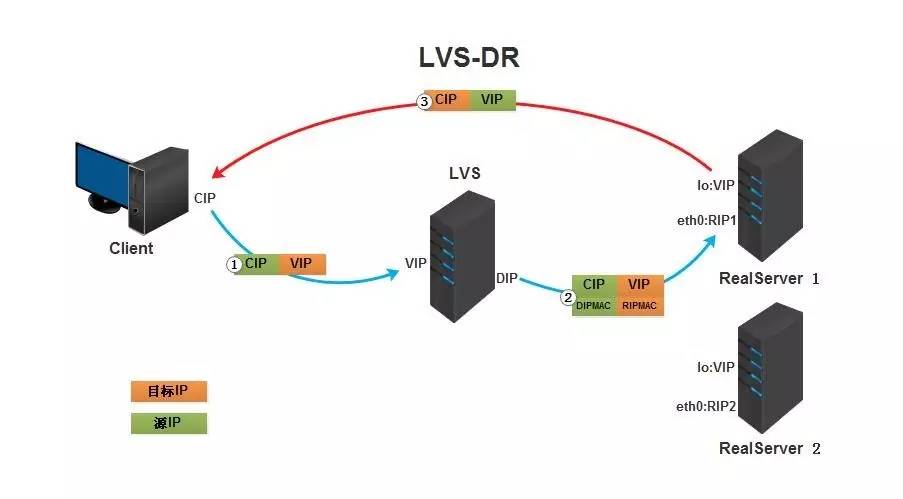 LVS-DR
③ CIP VIP
LVS
lo:VIP
CIP
eth0:RIP1
Client
① CIP VIP
VIP
DIP
② CIP VIP
DIPMAC RIPMAC
RealServer 1
lo:VIP
目标IP
eth0:RIP2
源IP
RealServer 2